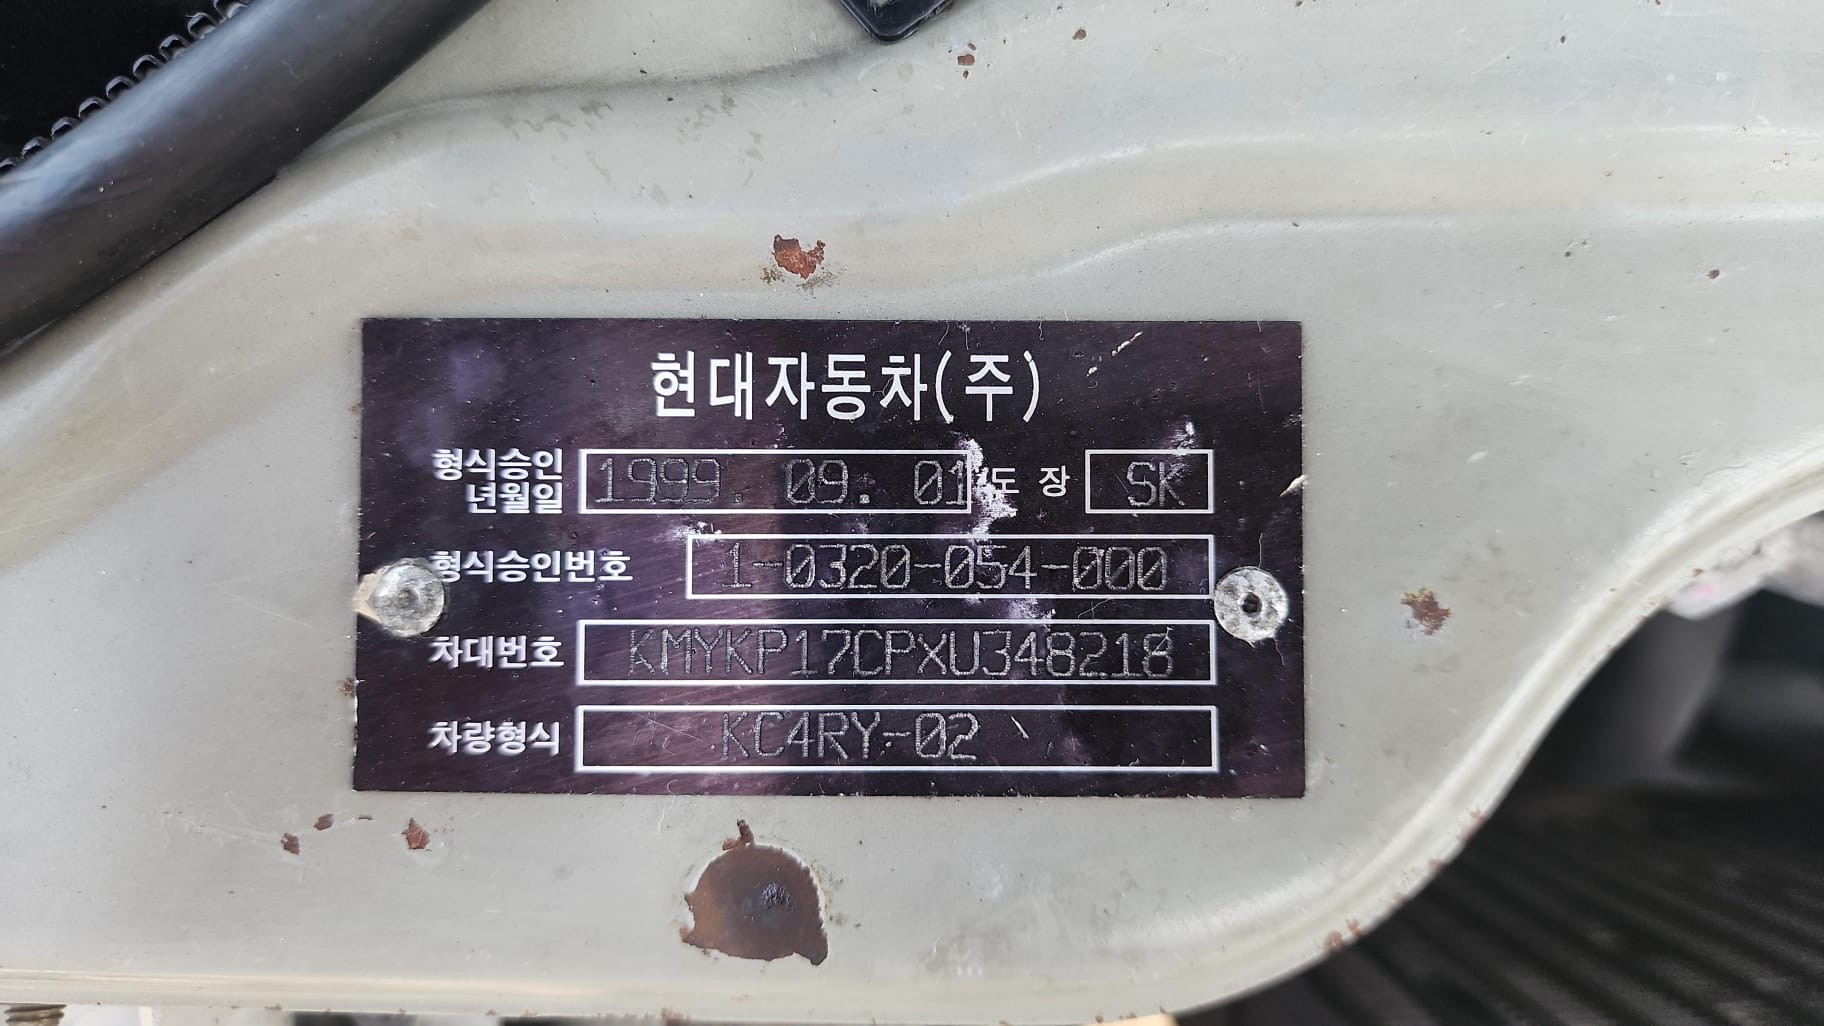 현대자동차(주)
형식승인
년월일 1999. 09. 01 도 장 SK
형식승인번호 1-0320-054-000
차대번호 KMYKP17CPXU348218
차량형식 KC4RY-02